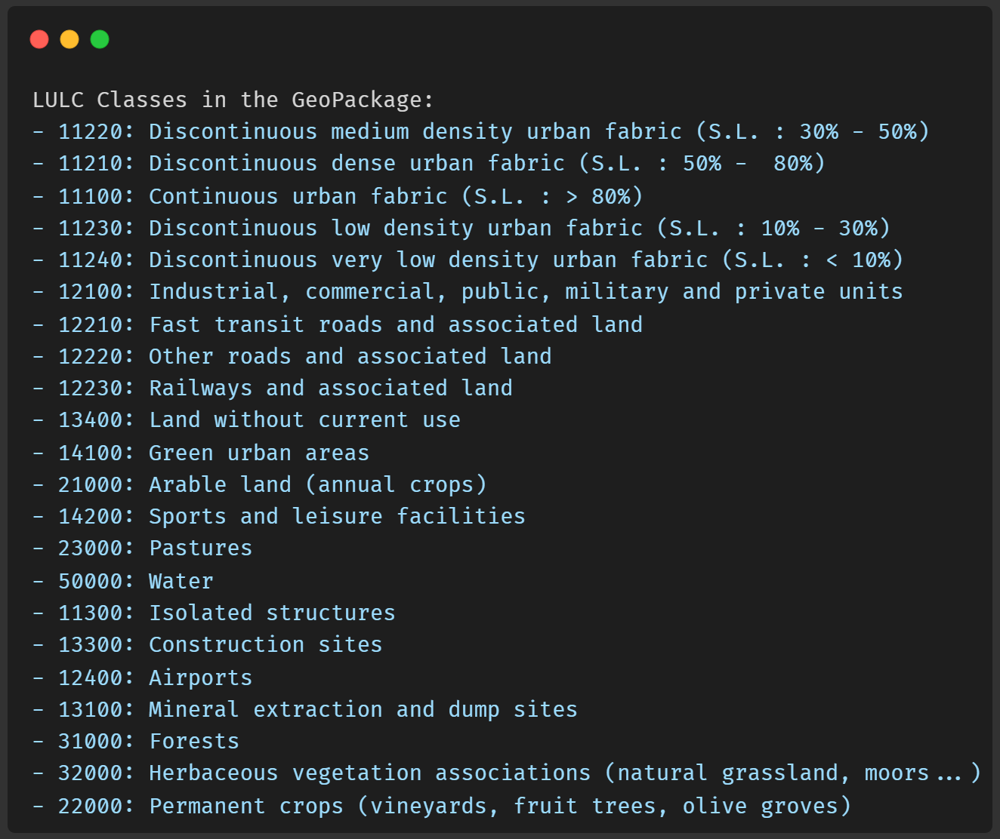 LULC Classes in the GeoPackage:
- 11220: Discontinuous medium density urban fabric (S.L. : 30% - 50%)
- 11210: Discontinuous dense urban fabric (S.L. : 50% -  80%)
- 11100: Continuous urban fabric (S.L. : > 80%)
- 11230: Discontinuous low density urban fabric (S.L. : 10% - 30%)
- 11240: Discontinuous very low density urban fabric (S.L. : < 10%)
- 12100: Industrial, commercial, public, military and private units
- 12210: Fast transit roads and associated land
- 12220: Other roads and associated land
- 12230: Railways and associated land
- 13400: Land without current use
- 14100: Green urban areas
- 21000: Arable land (annual crops)
- 14200: Sports and leisure facilities
- 23000: Pastures
- 50000: Water
- 11300: Isolated structures
- 13300: Construction sites
- 12400: Airports
- 13100: Mineral extraction and dump sites
- 31000: Forests
- 32000: Herbaceous vegetation associations (natural grassland, moors...)
- 22000: Permanent crops (vineyards, fruit trees, olive groves)